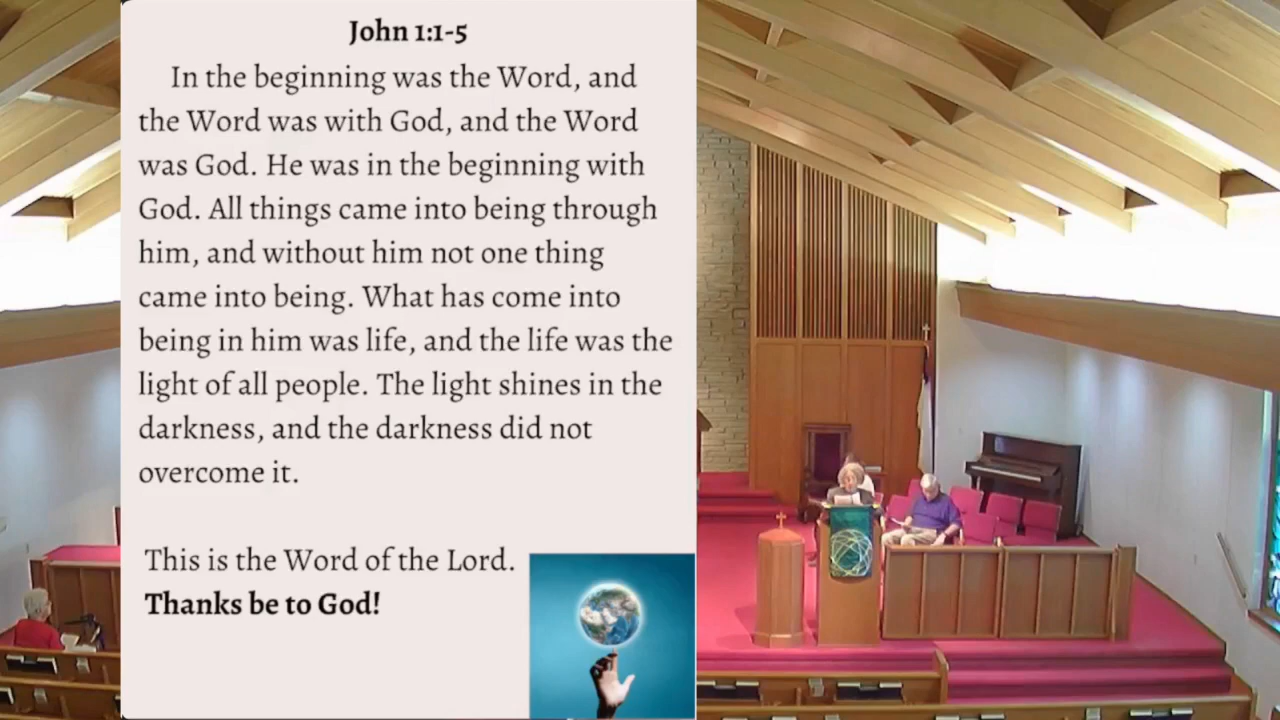 John 1:1-5
In the beginning was the Word, and
the Word was with God, and the Word
was God. He was in the beginning with
God. All things came into being through
him, and without him not one thing
came into being. What has come into
being in him was life, and the life was the
light of all people. The light shines in the
darkness, and the darkness did not
overcome it.
This is the Word of the Lord.
Thanks be to God!